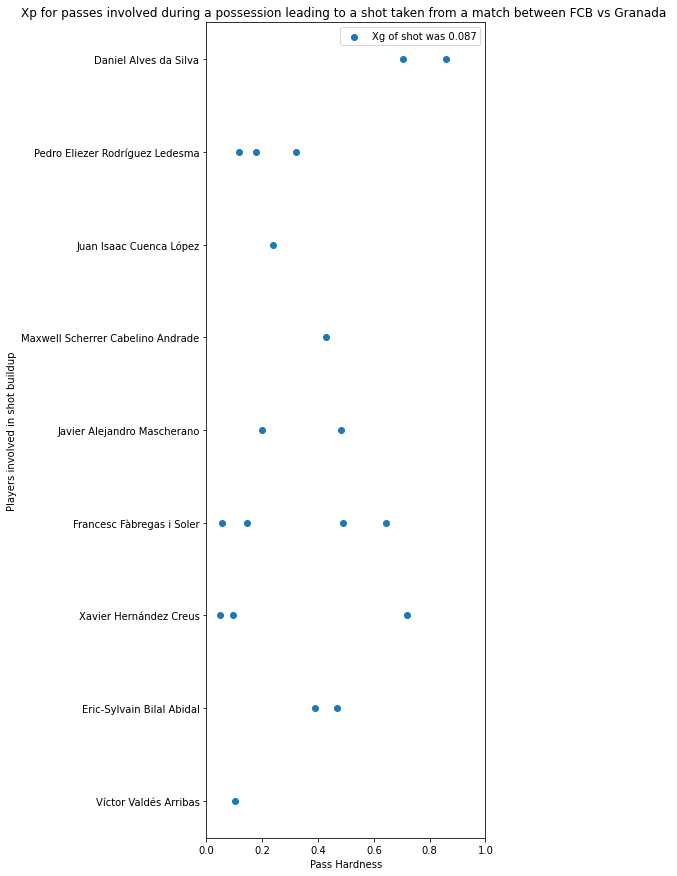 Xp for passes involved during a possession leading to a shot taken from a match between FCB vs Granada
Xg of shot was 0.087
Daniel Alves da Silva
Pedro Eliezer Rodríguez Ledesma
Juan Isaac Cuenca López
Maxwell Scherrer Cabelino Andrade
Javier Alejandro Mascherano
Francesc Fàbregas i Soler
Xavier Hernández Creus
Eric-Sylvain Bilal Abidal
Víctor Valdés Arribas
Players involved in shot buildup
0.0 0.2 0.4 0.6 0.8 1.0
Pass Hardness